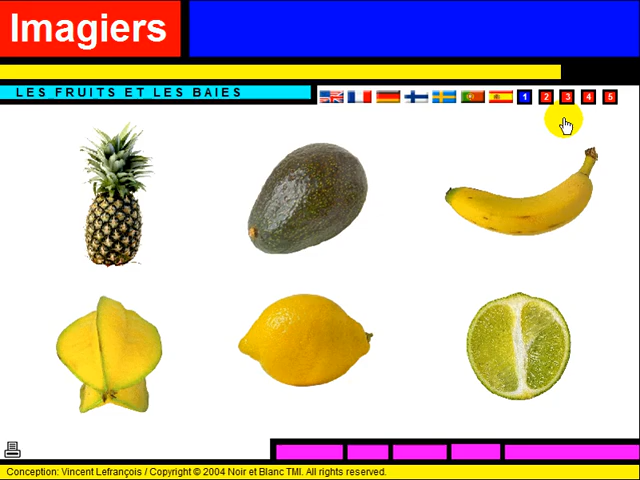 Imagiers
LES FRUITS ET LES BAIES
1 2 3 4 5
Conception: Vincent Lefrançois / Copyright © 2004 Noir et Blanc TMI. All rights reserved.